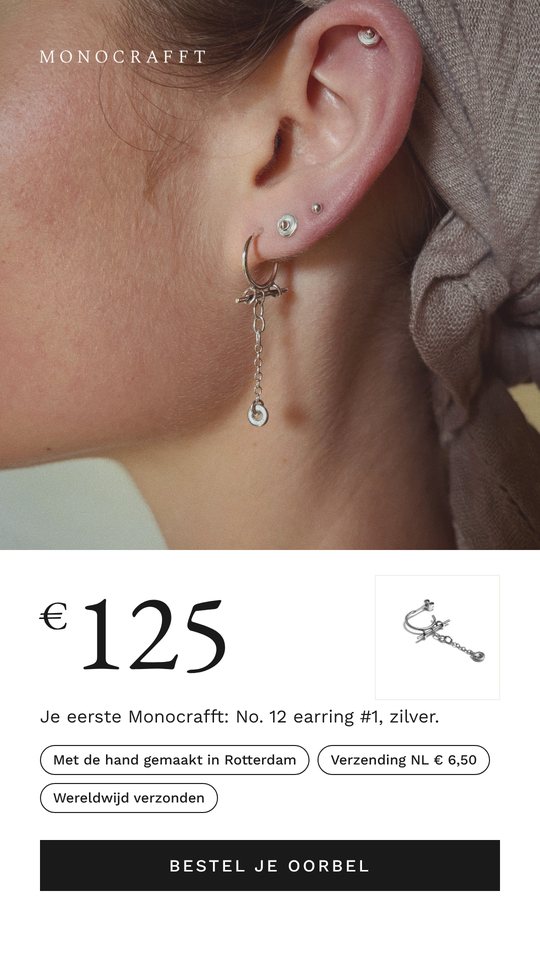 MONOCRAFFT
€ 125
Je eerste Monocrafft: No. 12 earring #1, zilver.
Met de hand gemaakt in Rotterdam
Verzending NL € 6,50
Wereldwijd verzonden
BESTEL JE OORBEL